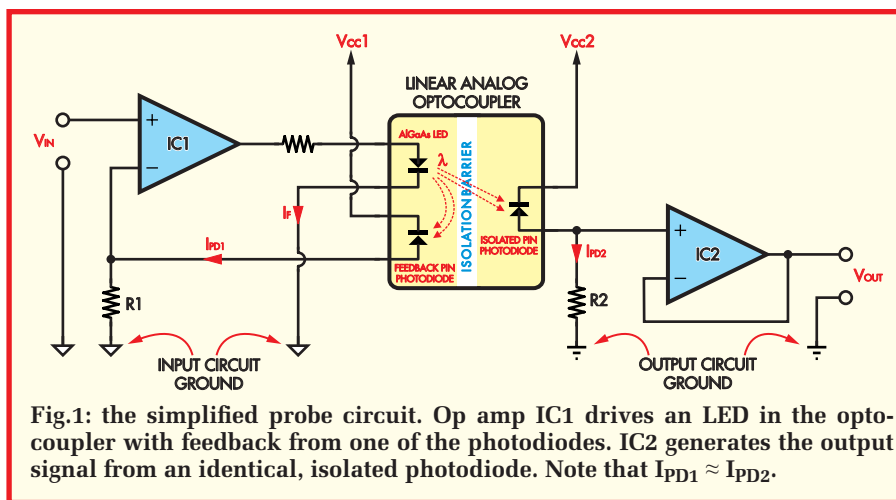 Vcc1
Vcc2
LINEAR ANALOG
OPTOCOUPLER
AlGaAs LED
VIN
+
IC1
−
λ
ISOLATION BARRIER
IF
IPD1
ISOLATED PIN
PHOTODIODE
FEEDBACK PIN
PHOTODIODE
IPD2
+
IC2
−
VOUT
R1
R2
INPUT CIRCUIT
GROUND
OUTPUT CIRCUIT
GROUND
Fig.1: the simplified probe circuit. Op amp IC1 drives an LED in the opto-
coupler with feedback from one of the photodiodes. IC2 generates the output
signal from an identical, isolated photodiode. Note that IPD1 ≈ IPD2.